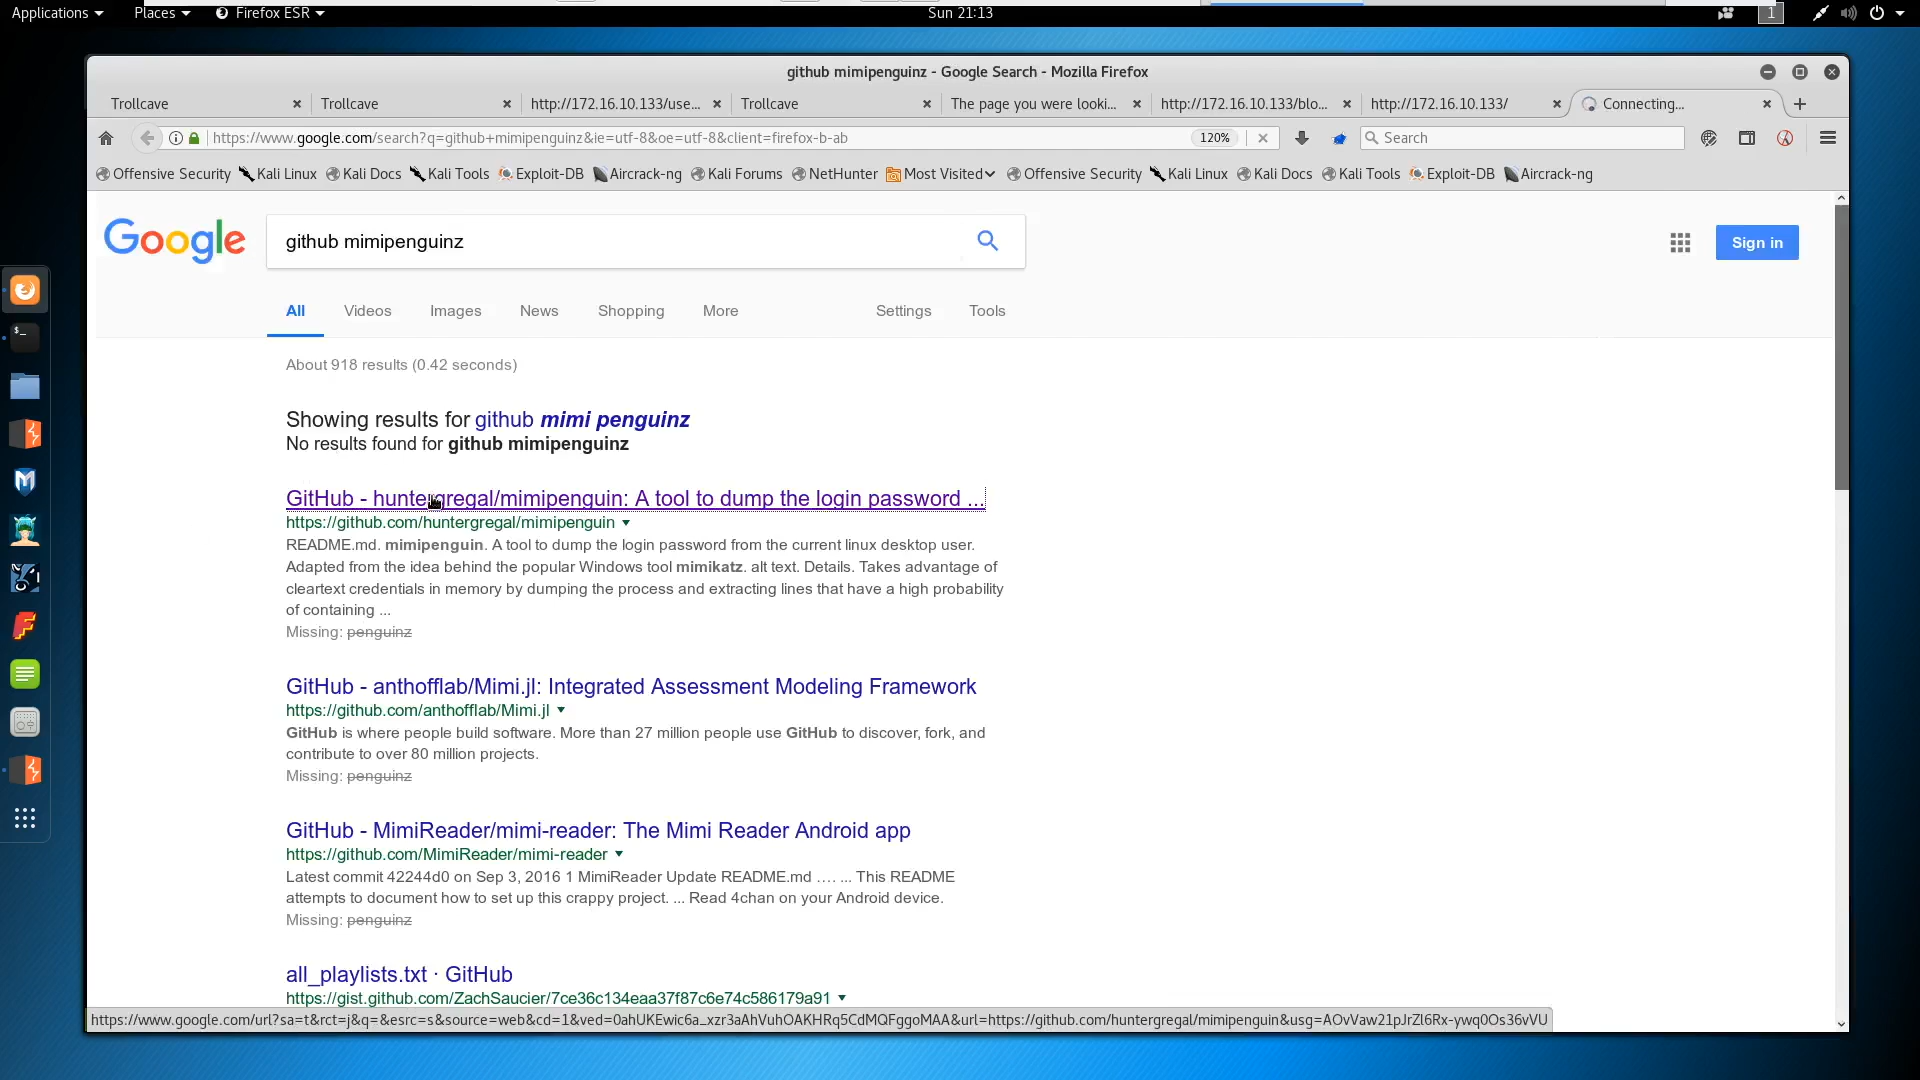 Applications Places Firefox ESR Sun 21:13 1
github mimipenguinz - Google Search - Mozilla Firefox
Trollcave Trollcave http://172.16.10.133/use... Trollcave The page you were looki... http://172.16.10.133/blo... http://172.16.10.133/ Connecting...
https://www.google.com/search?q=github+mimipenguinz&ie=utf-8&oe=utf-8&client=firefox-b-ab 120% Search
Offensive Security Kali Linux Kali Docs Kali Tools Exploit-DB Aircrack-ng Kali Forums NetHunter Most Visited Offensive Security Kali Linux Kali Docs Kali Tools Exploit-DB Aircrack-ng
Google github mimipenguinz Sign in
All Videos Images News Shopping More Settings Tools
About 918 results (0.42 seconds)
Showing results for github mimi penguinz
No results found for github mimipenguinz
GitHub - huntergregal/mimipenguin: A tool to dump the login password ...
https://github.com/huntergregal/mimipenguin
README.md. mimipenguin. A tool to dump the login password from the current linux desktop user.
Adapted from the idea behind the popular Windows tool mimikatz. alt text. Details. Takes advantage of
cleartext credentials in memory by dumping the process and extracting lines that have a high probability
of containing ...
Missing: penguinz
GitHub - anthofflab/Mimi.jl: Integrated Assessment Modeling Framework
https://github.com/anthofflab/Mimi.jl
GitHub is where people build software. More than 27 million people use GitHub to discover, fork, and
contribute to over 80 million projects.
Missing: penguinz
GitHub - MimiReader/mimi-reader: The Mimi Reader Android app
https://github.com/MimiReader/mimi-reader
Latest commit 42244d0 on Sep 3, 2016 1 MimiReader Update README.md .... ... This README
attempts to document how to set up this crappy project. ... Read 4chan on your Android device.
Missing: penguinz
all_playlists.txt · GitHub
https://gist.github.com/ZachSaucier/7ce36c134eaa37f87c6e74c586179a91
https://www.google.com/url?sa=t&rct=j&q=&esrc=s&source=web&cd=1&ved=0ahUKEwic6a_xzr3aAhVuhOAKHRq5CdMQFggoMAA&url=https://github.com/huntergregal/mimipenguin&usg=AOvVaw21pJrZl6Rx-ywq0Os36vVU